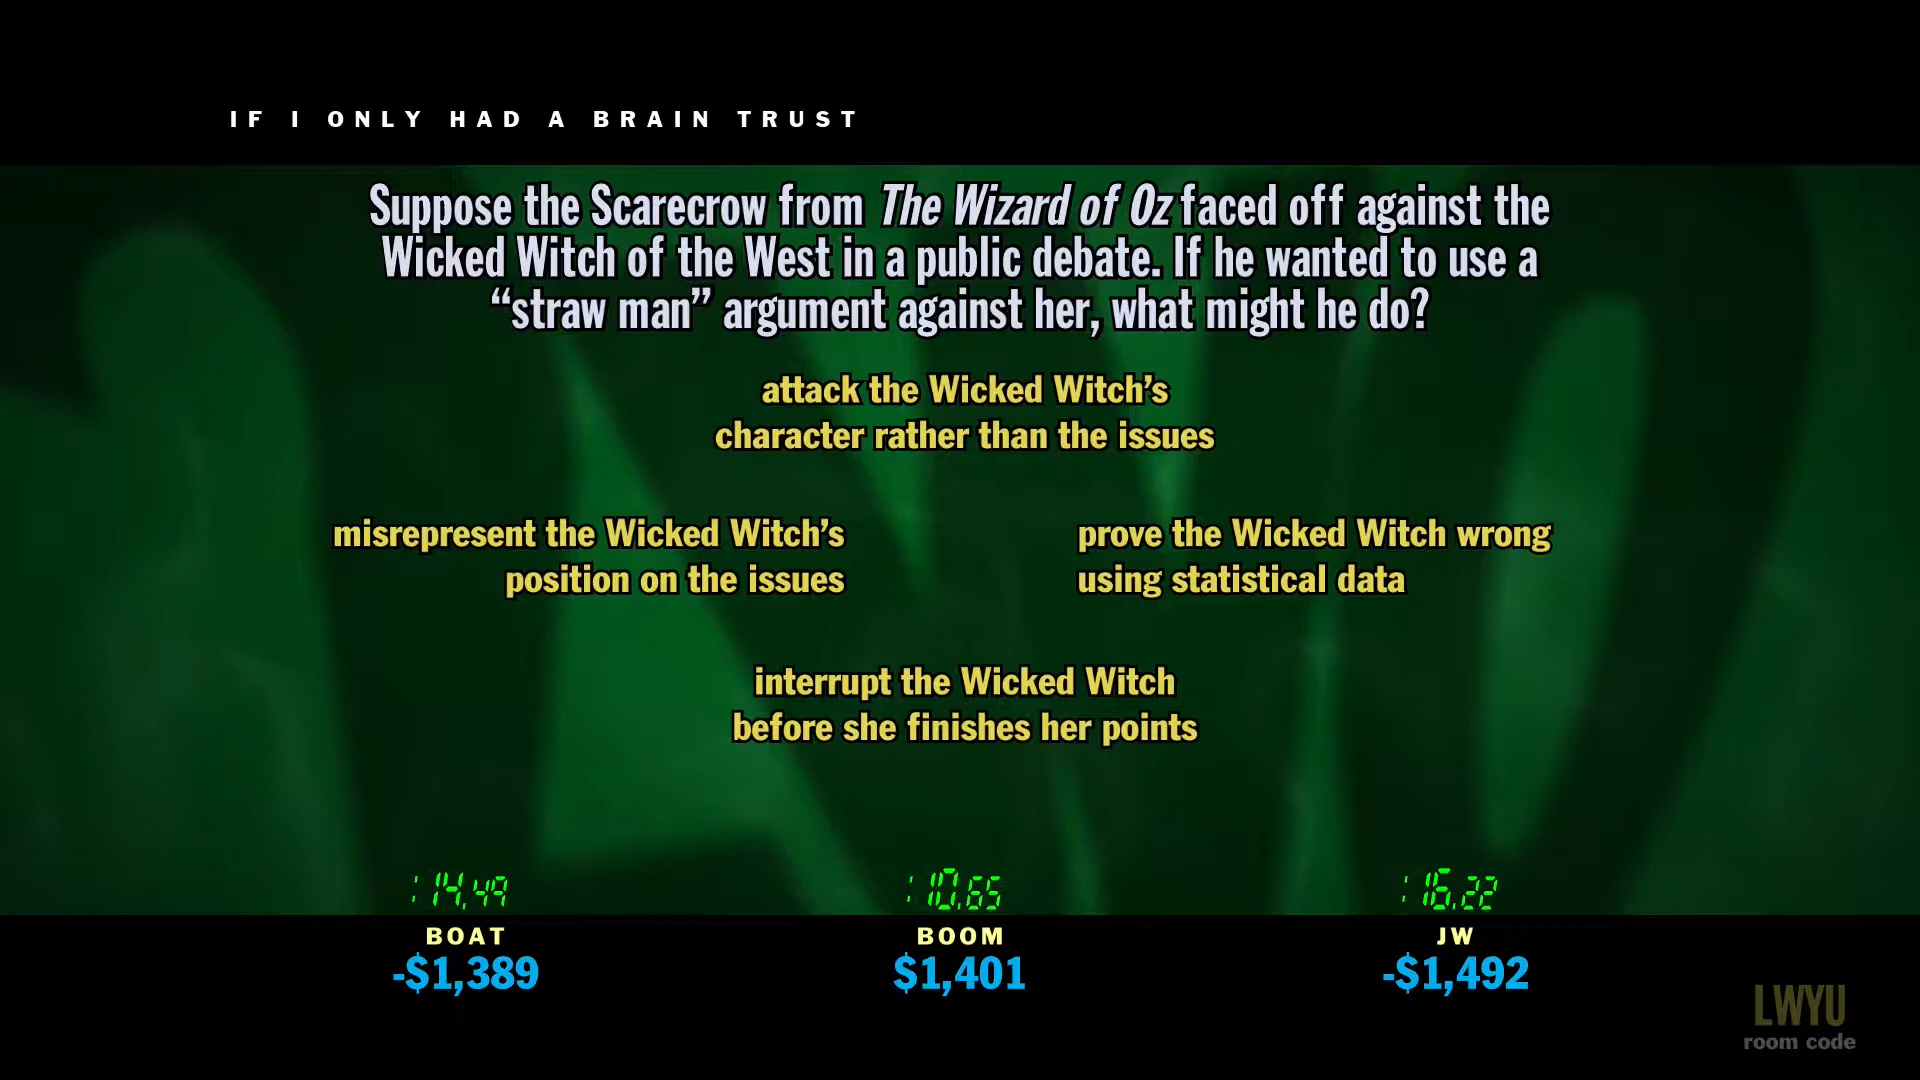 IF I ONLY HAD A BRAIN TRUST
Suppose the Scarecrow from The Wizard of Oz faced off against the
Wicked Witch of the West in a public debate. If he wanted to use a
“straw man” argument against her, what might he do?
attack the Wicked Witch’s
character rather than the issues
misrepresent the Wicked Witch’s
position on the issues
prove the Wicked Witch wrong
using statistical data
interrupt the Wicked Witch
before she finishes her points
:14.49
BOAT
-$1,389
:10.65
BOOM
$1,401
:16.22
JW
-$1,492
LWYU
room code